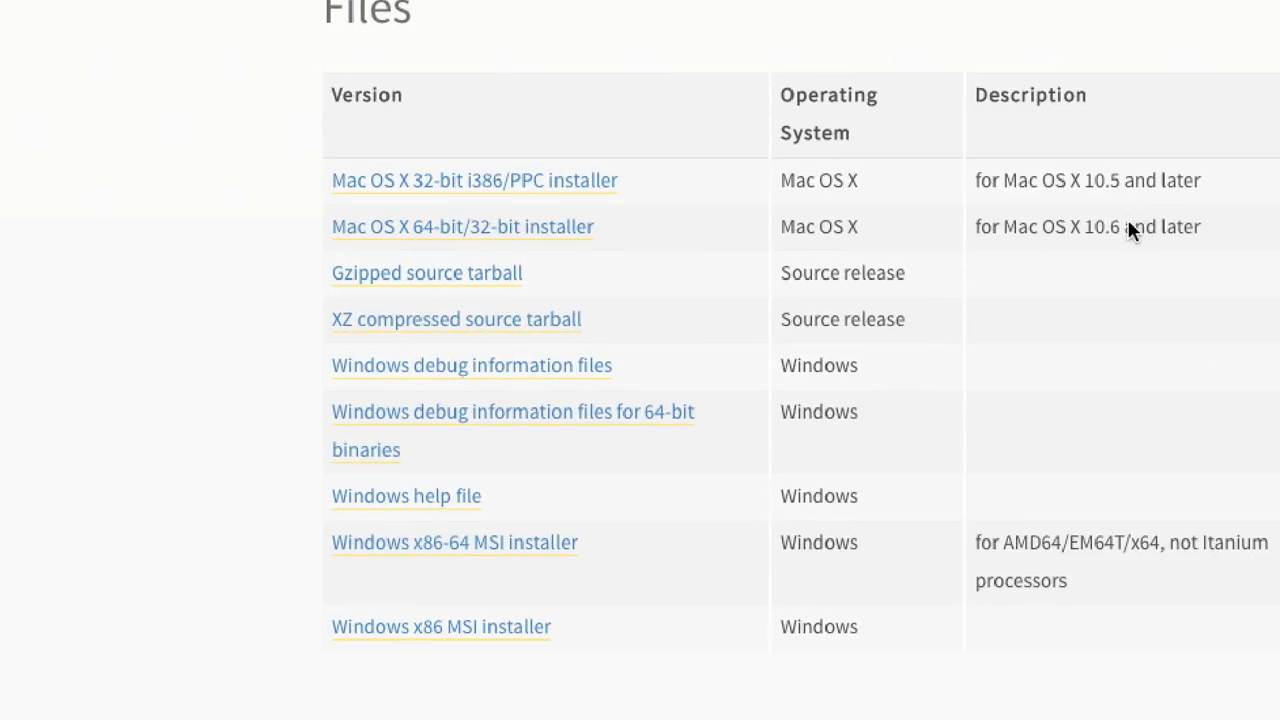 Files
Version
Operating
System
Description
Mac OS X 32-bit i386/PPC installer
Mac OS X
for Mac OS X 10.5 and later
Mac OS X 64-bit/32-bit installer
Mac OS X
for Mac OS X 10.6 and later
Gzipped source tarball
Source release
XZ compressed source tarball
Source release
Windows debug information files
Windows
Windows debug information files for 64-bit
binaries
Windows
Windows help file
Windows
Windows x86-64 MSI installer
Windows
for AMD64/EM64T/x64, not Itanium
processors
Windows x86 MSI installer
Windows